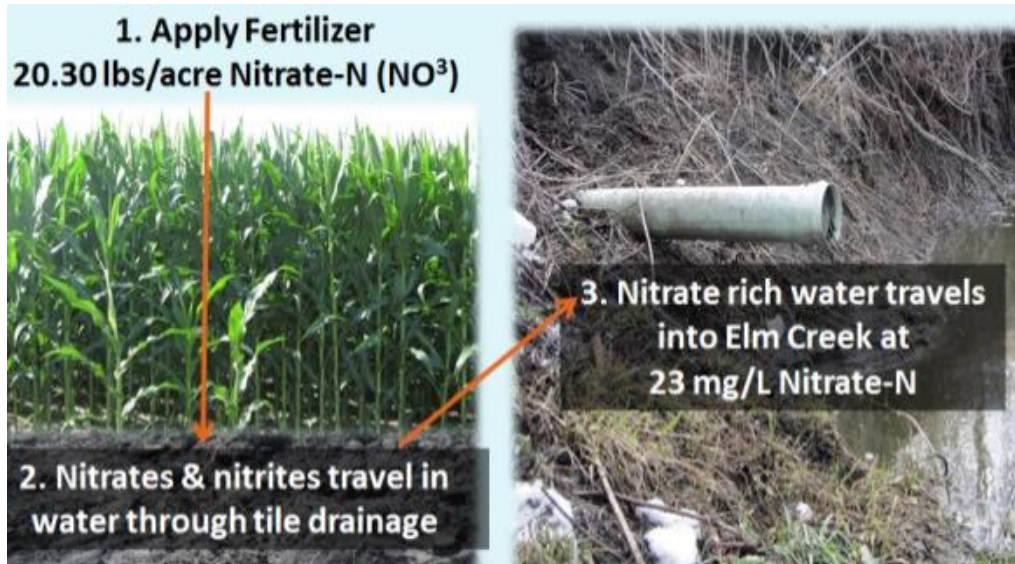 1. Apply Fertilizer
20.30 lbs/acre Nitrate-N (NO³)
2. Nitrates & nitrites travel in
water through tile drainage
3. Nitrate rich water travels
into Elm Creek at
23 mg/L Nitrate-N